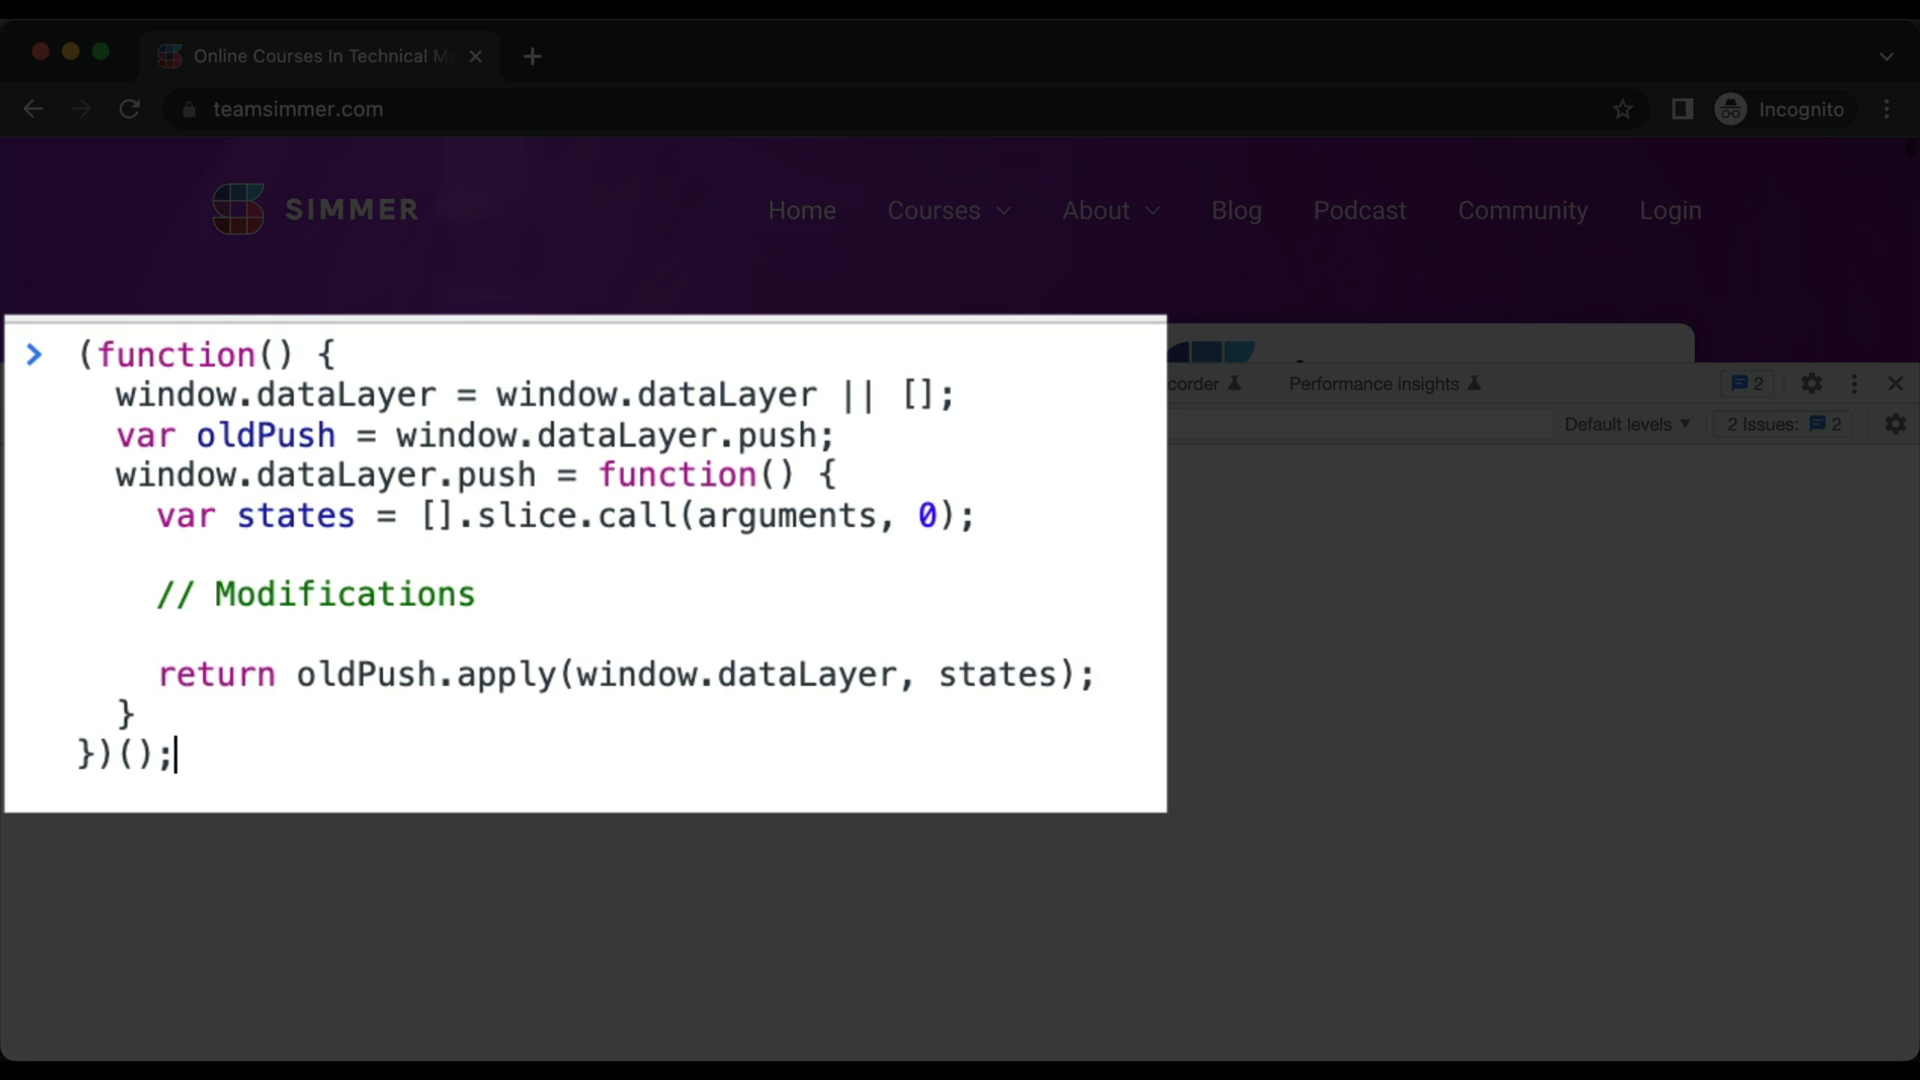 Online Courses In Technical Ma
teamsimmer.com
Incognito
SIMMER
Home Courses About Blog Podcast Community Login
> (function() {
window.dataLayer = window.dataLayer || [];
var oldPush = window.dataLayer.push;
window.dataLayer.push = function() {
var states = [].slice.call(arguments, 0);
// Modifications
return oldPush.apply(window.dataLayer, states);
}
})();
corder Performance insights 2
Default levels 2 Issues: 2